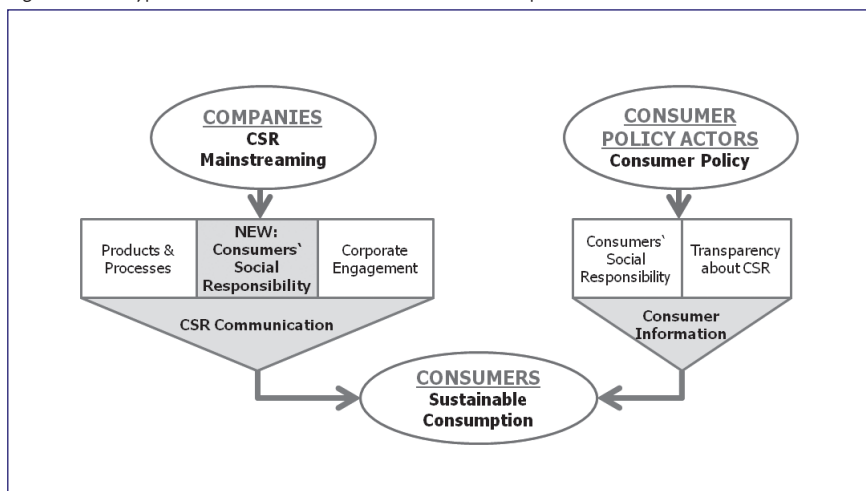 COMPANIES
CSR
Mainstreaming
CONSUMER
POLICY ACTORS
Consumer Policy
Products &
Processes
NEW:
Consumers‘
Social
Responsibility
Corporate
Engagement
Consumers‘
Social
Responsibility
Transparency
about CSR
CSR Communication
Consumer
Information
CONSUMERS
Sustainable
Consumption